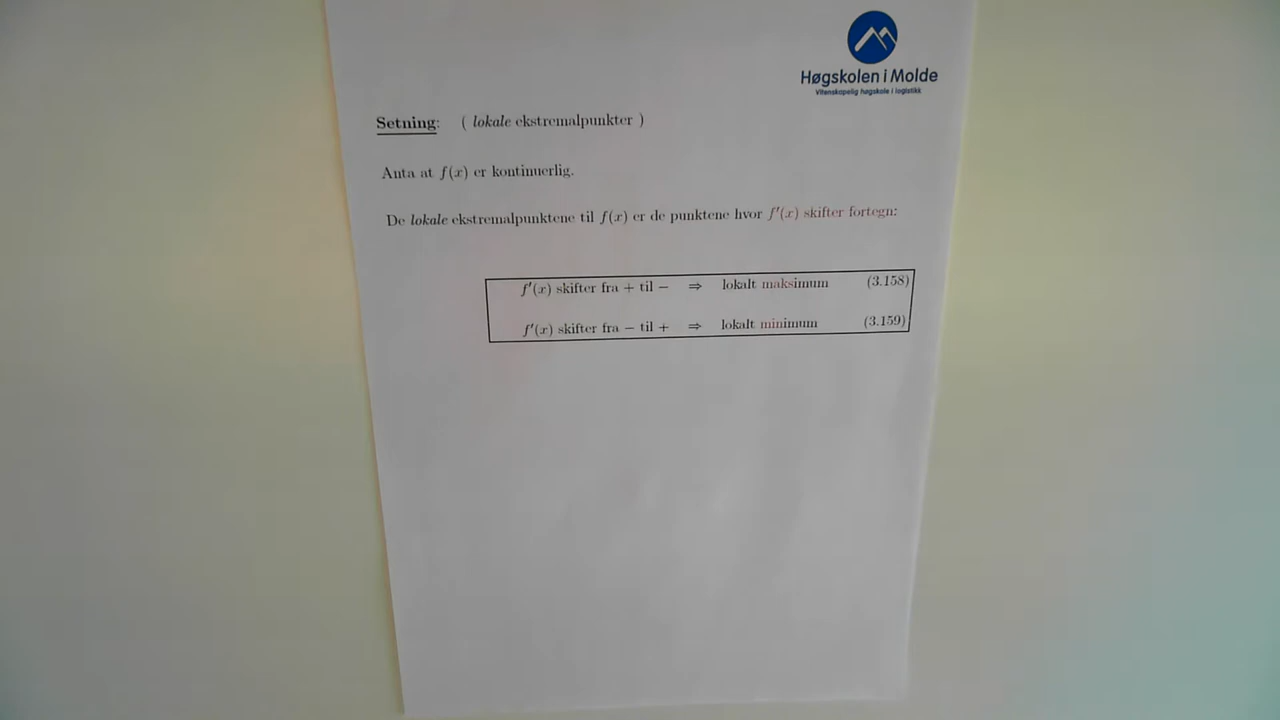 Høgskolen i Molde
Vitenskapelig høgskole i logistikk
Setning: ( lokale ekstremalpunkter )
Anta at f(x) er kontinuerlig.
De lokale ekstremalpunktene til f(x) er de punktene hvor f′(x) skifter fortegn:
f′(x) skifter fra + til − ⇒ lokalt maksimum (3.158)
f′(x) skifter fra − til + ⇒ lokalt minimum (3.159)